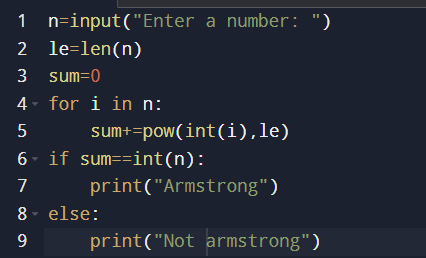 1 n=input("Enter a number: ")
2 le=len(n)
3 sum=0
4 for i in n:
5     sum+=pow(int(i),le)
6 if sum==int(n):
7     print("Armstrong")
8 else:
9     print("Not armstrong")